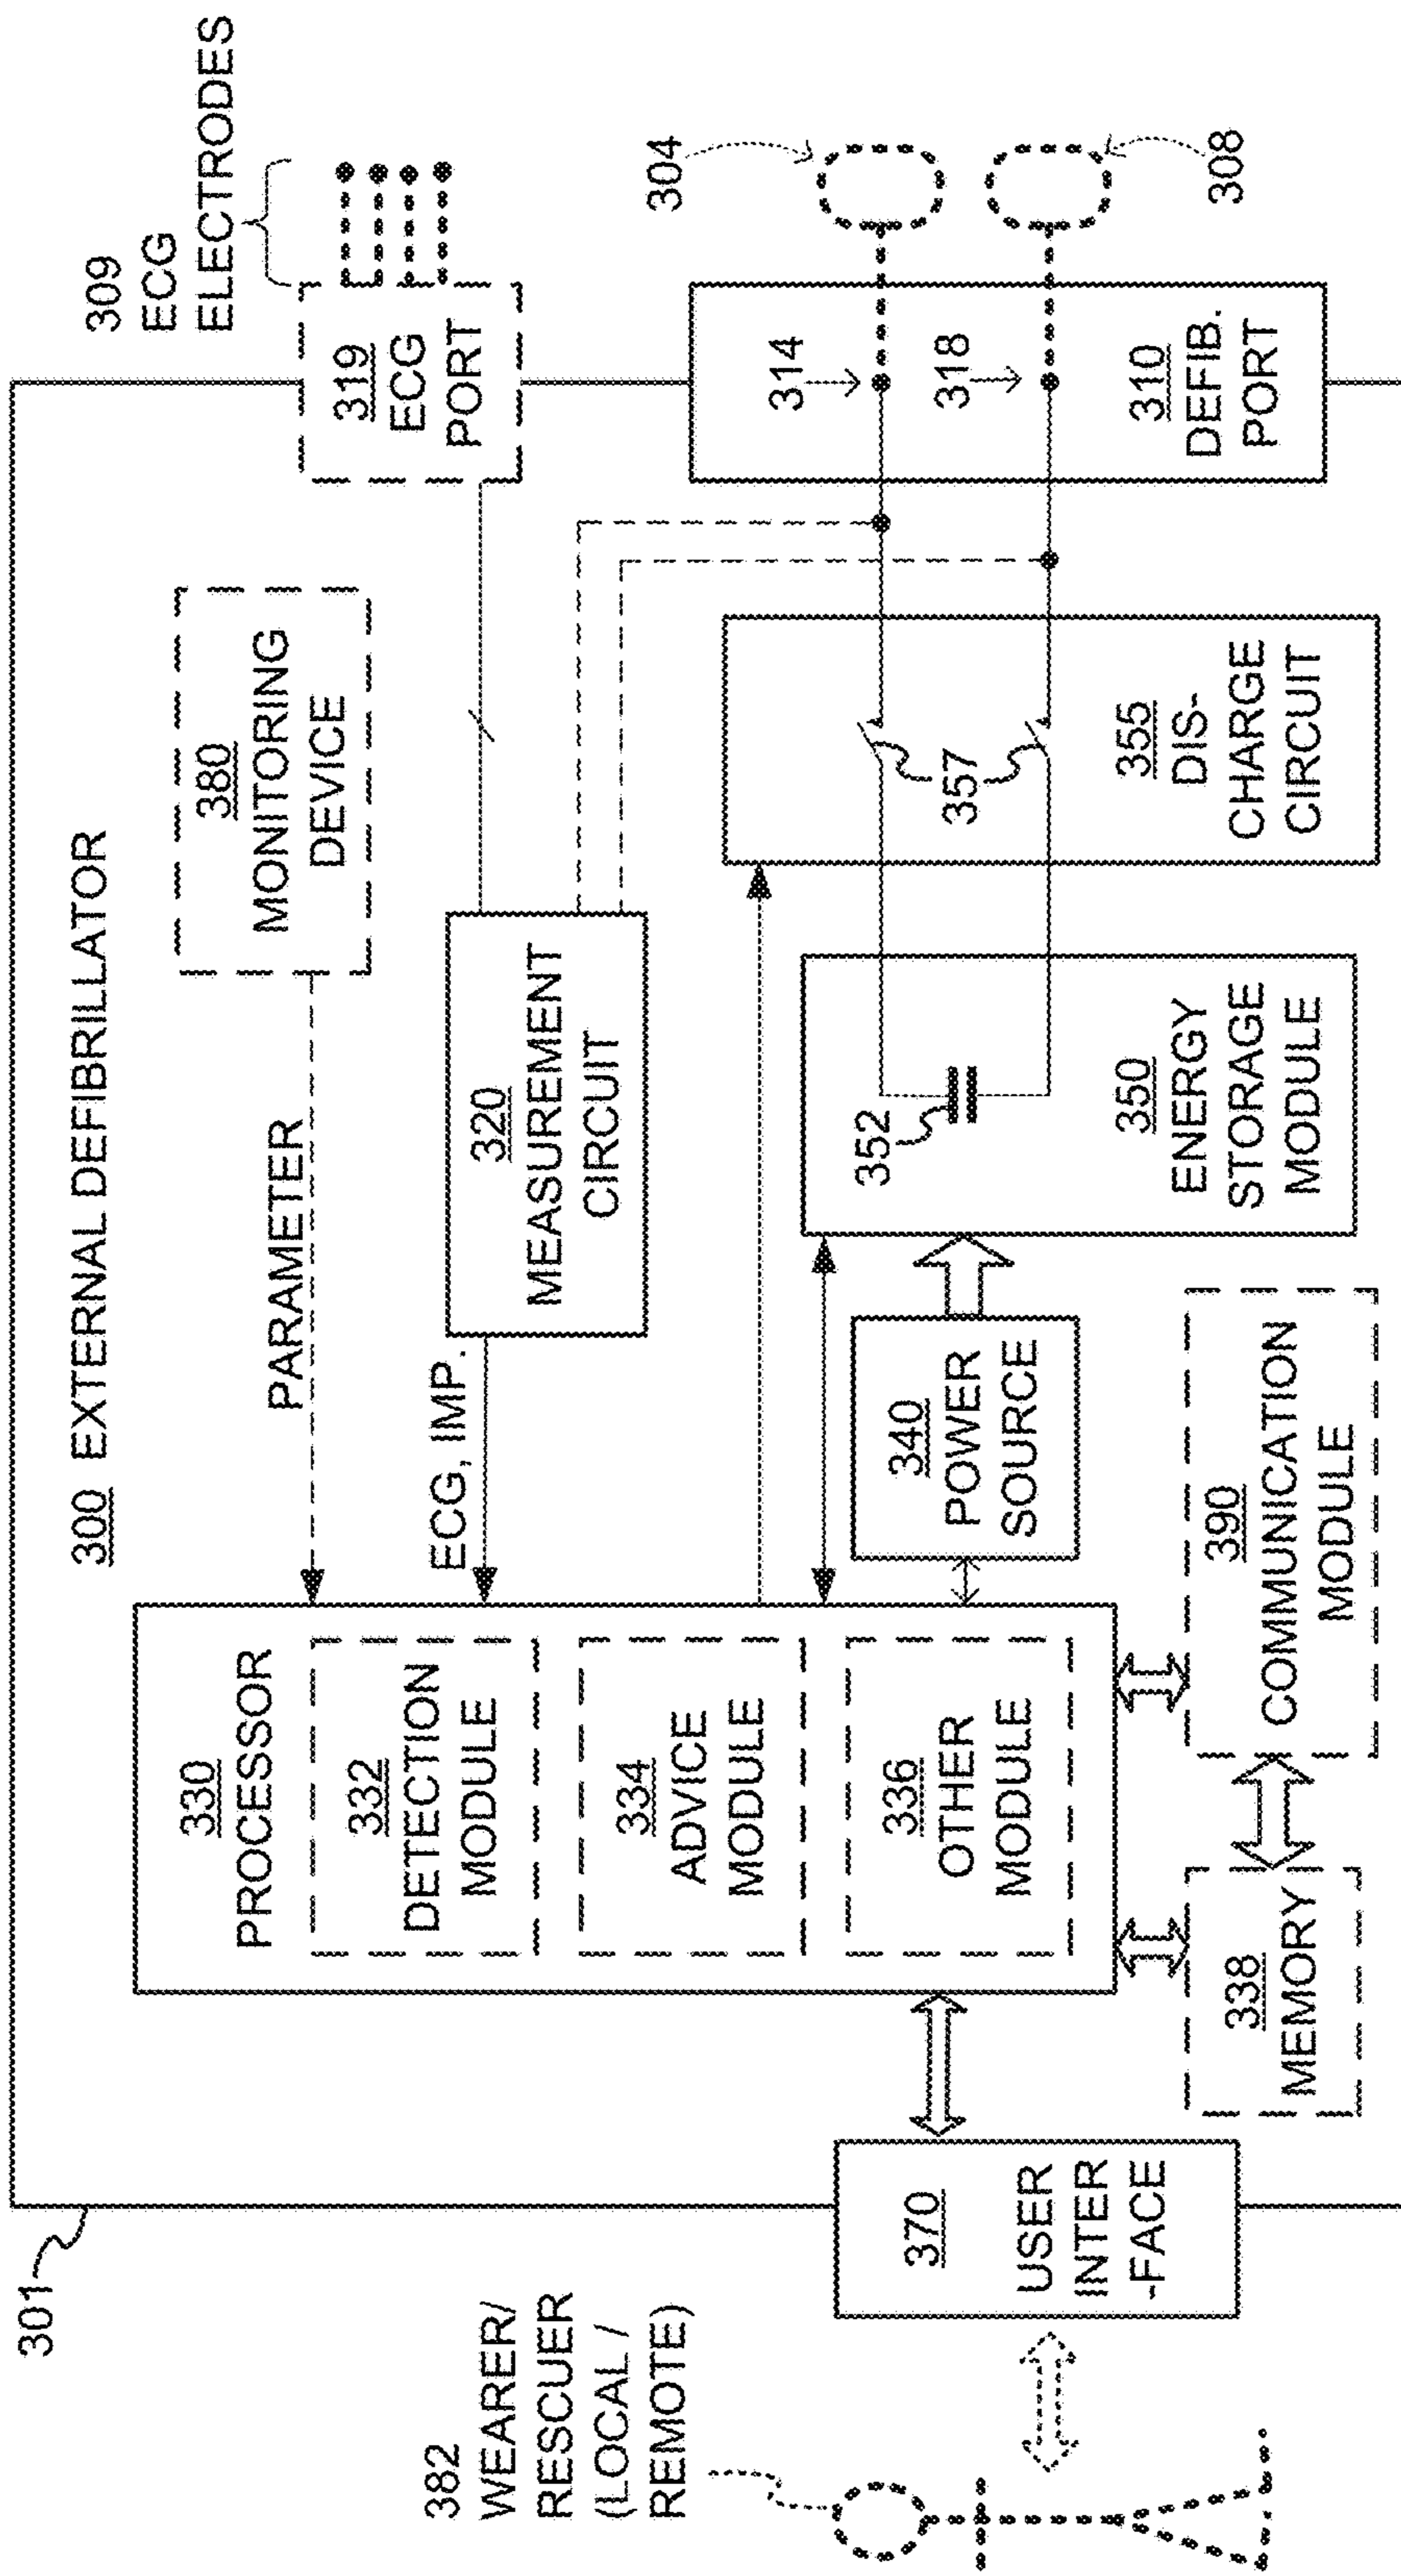 301
300 EXTERNAL DEFIBRILLATOR
309
ECG
ELECTRODES
382
WEARER/
RESCUER
(LOCAL /
REMOTE)
330
PROCESSOR
332
DETECTION
MODULE
334
ADVICE
MODULE
336
OTHER
MODULE
PARAMETER
380
MONITORING
DEVICE
ECG, IMP.
320
MEASUREMENT
CIRCUIT
319
ECG
PORT
304
308
314
318
310
DEFIB.
PORT
357
355
DIS-
CHARGE
CIRCUIT
352
350
ENERGY
STORAGE
MODULE
340
POWER
SOURCE
370
USER
INTER
-FACE
338
MEMORY
390
COMMUNICATION
MODULE